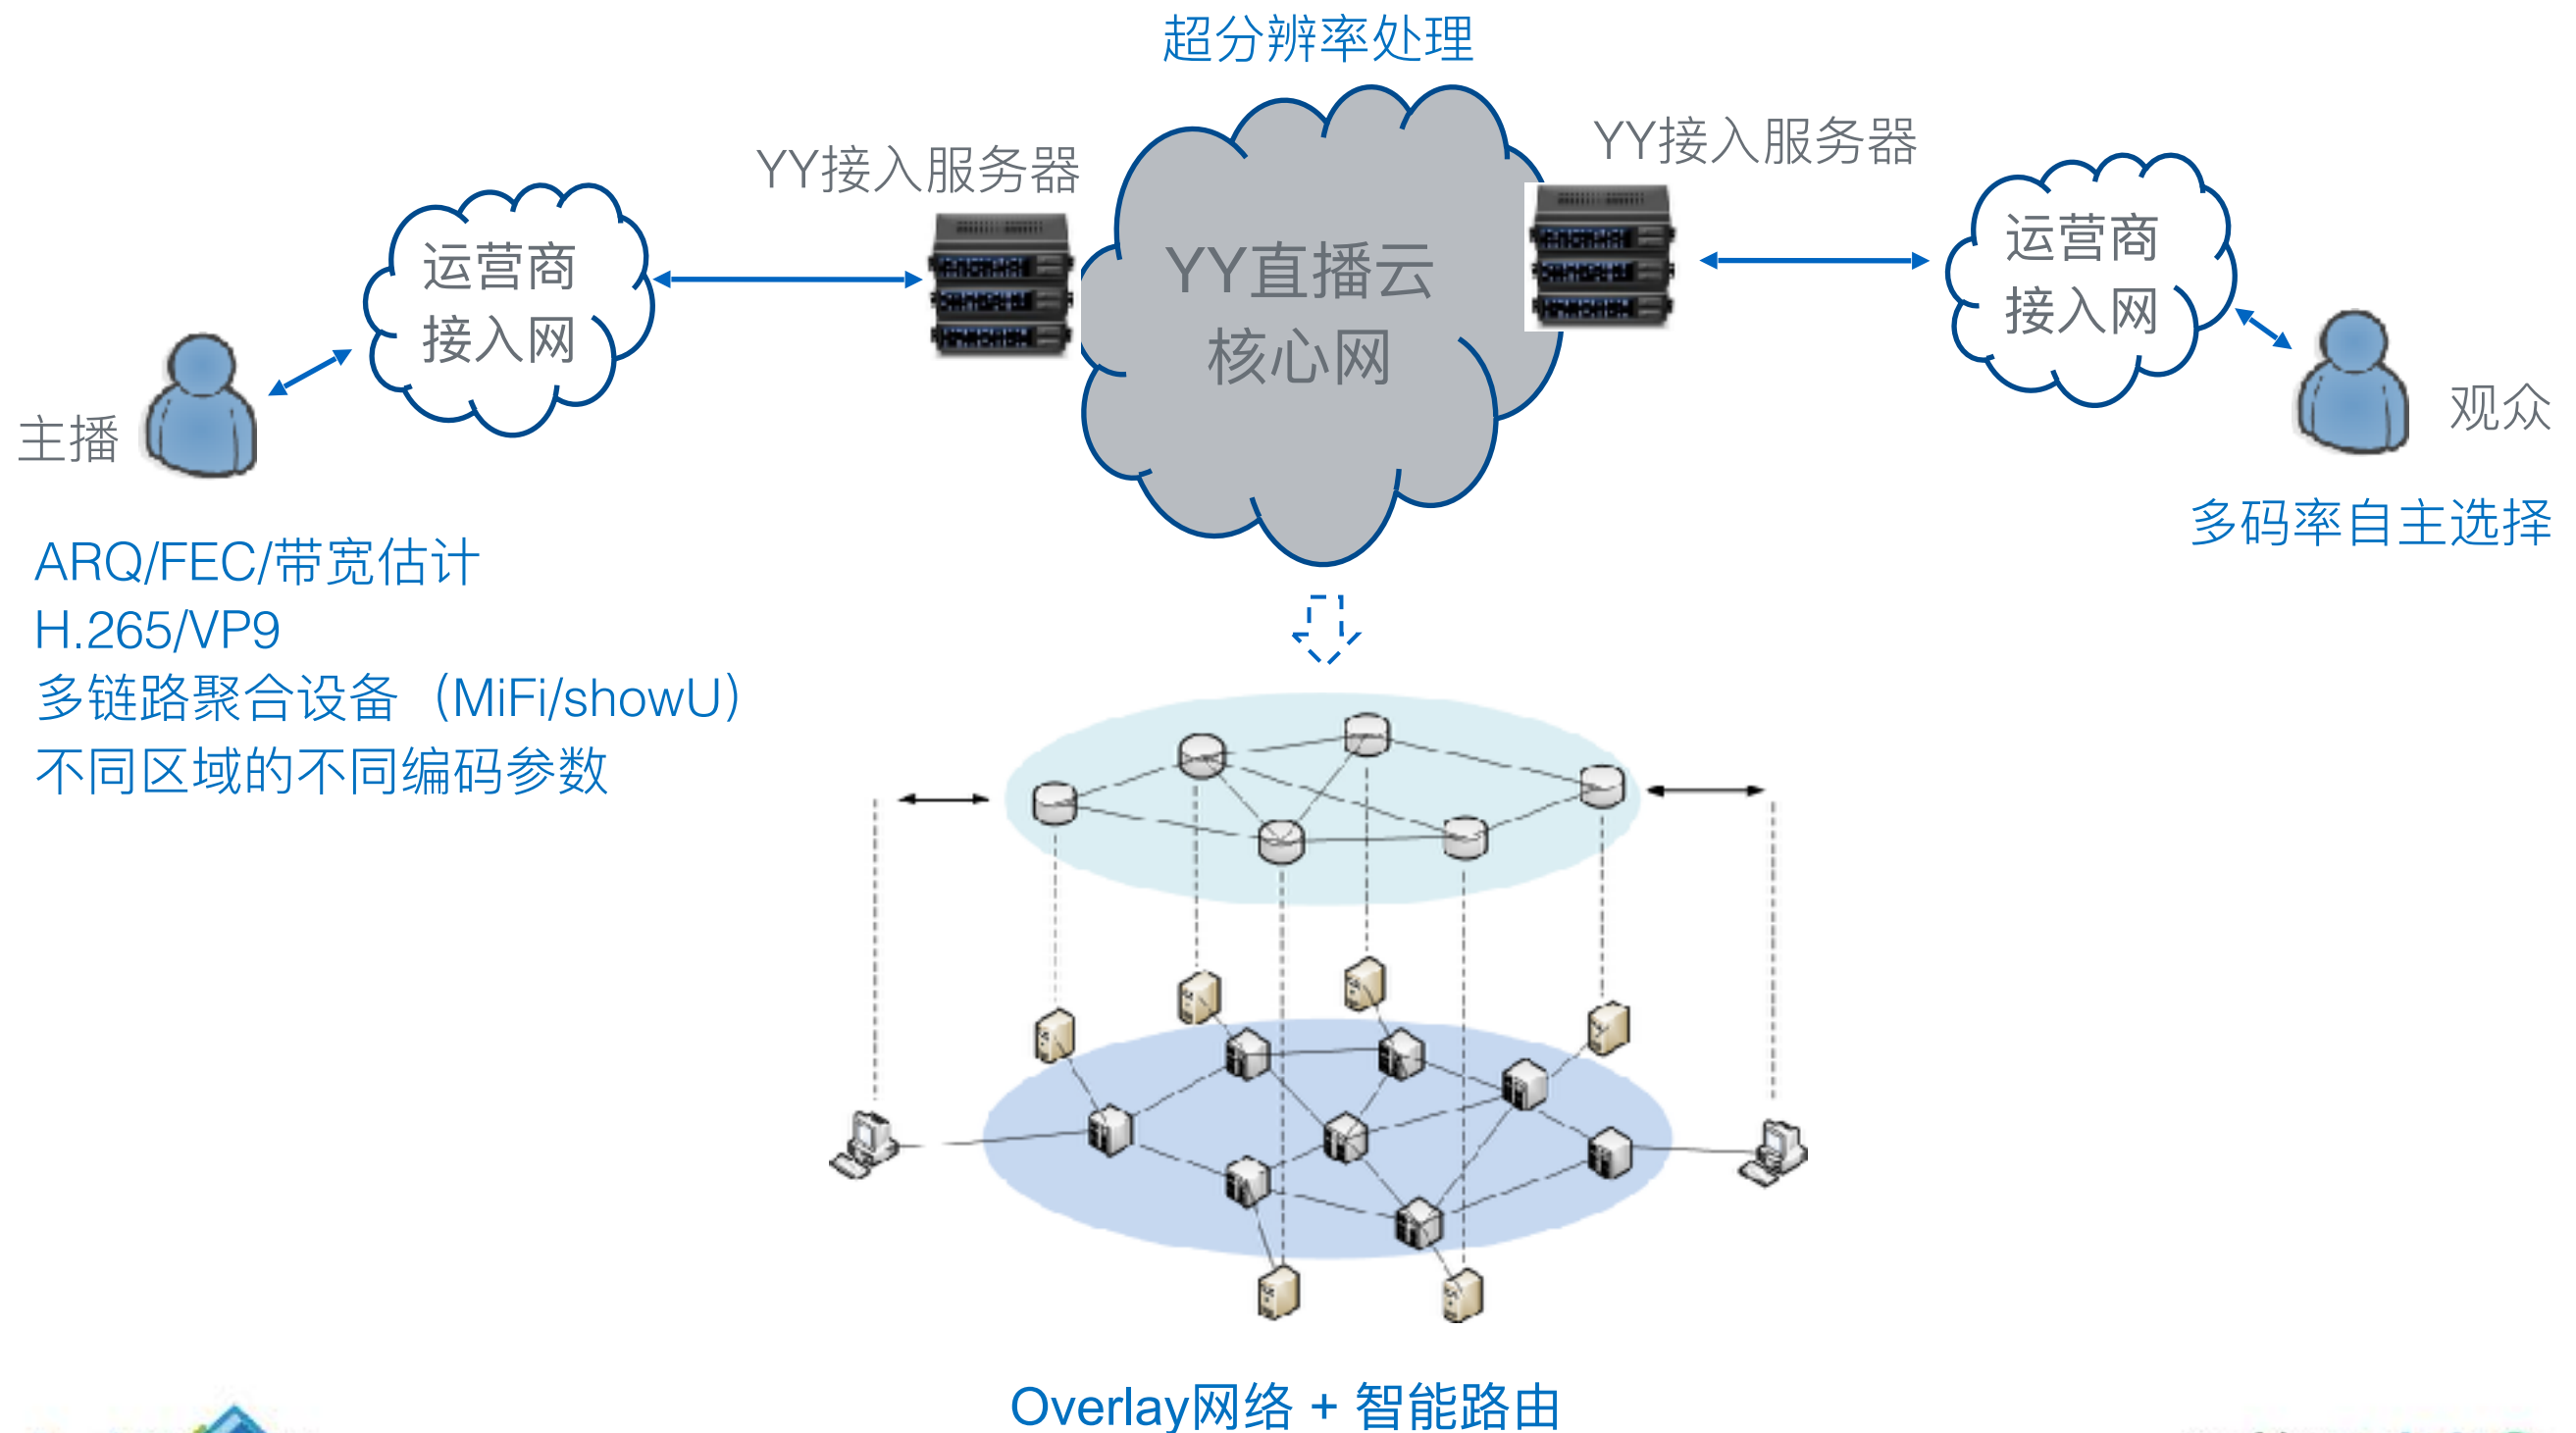 超分辨率处理
YY接入服务器
YY接入服务器
运营商
接入网
YY直播云
核心网
运营商
接入网
主播
观众
ARQ/FEC/带宽估计
H.265/VP9
多链路聚合设备（MiFi/showU）
不同区域的不同编码参数
多码率自主选择
Overlay网络 + 智能路由